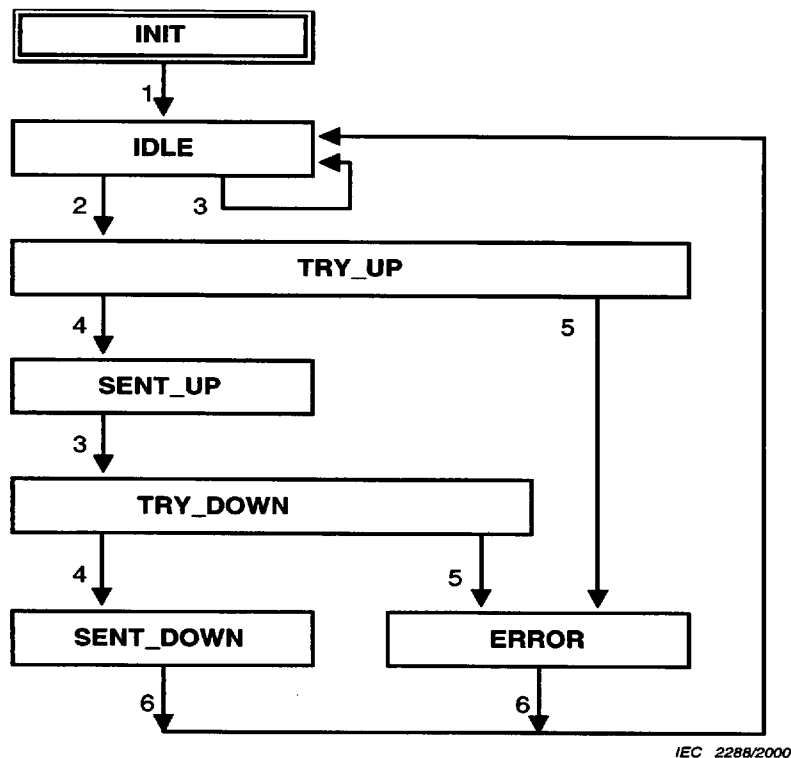 INIT
1
IDLE
2 3
TRY_UP
4 5
SENT_UP
3
TRY_DOWN
4 5
SENT_DOWN ERROR
6 6
IEC 2288/2000